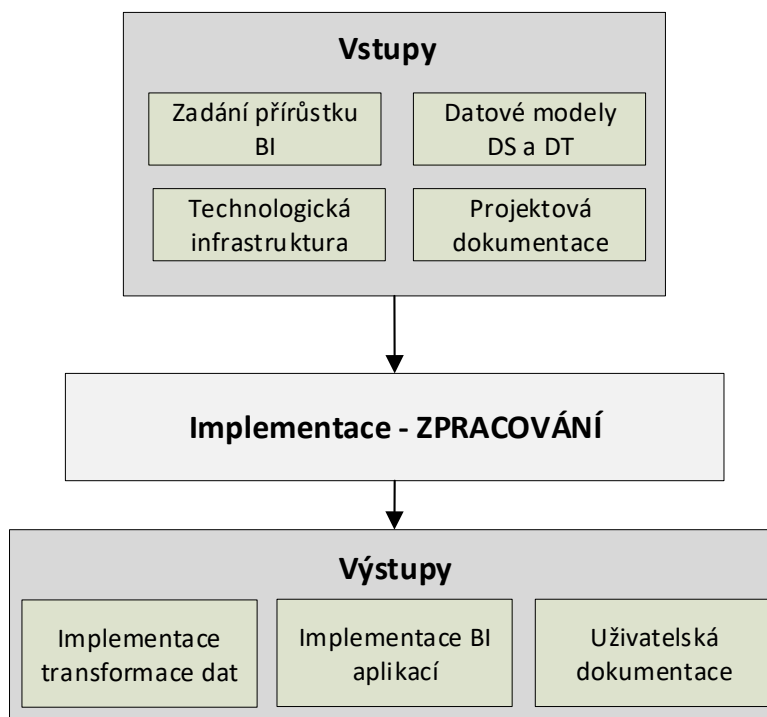 Vstupy
Zadání přírůstku
BI
Datové modely
DS a DT
Technologická
infrastruktura
Projektová
dokumentace
Implementace - ZPRACOVÁNÍ
Výstupy
Implementace
transformace dat
Implementace BI
aplikací
Uživatelská
dokumentace